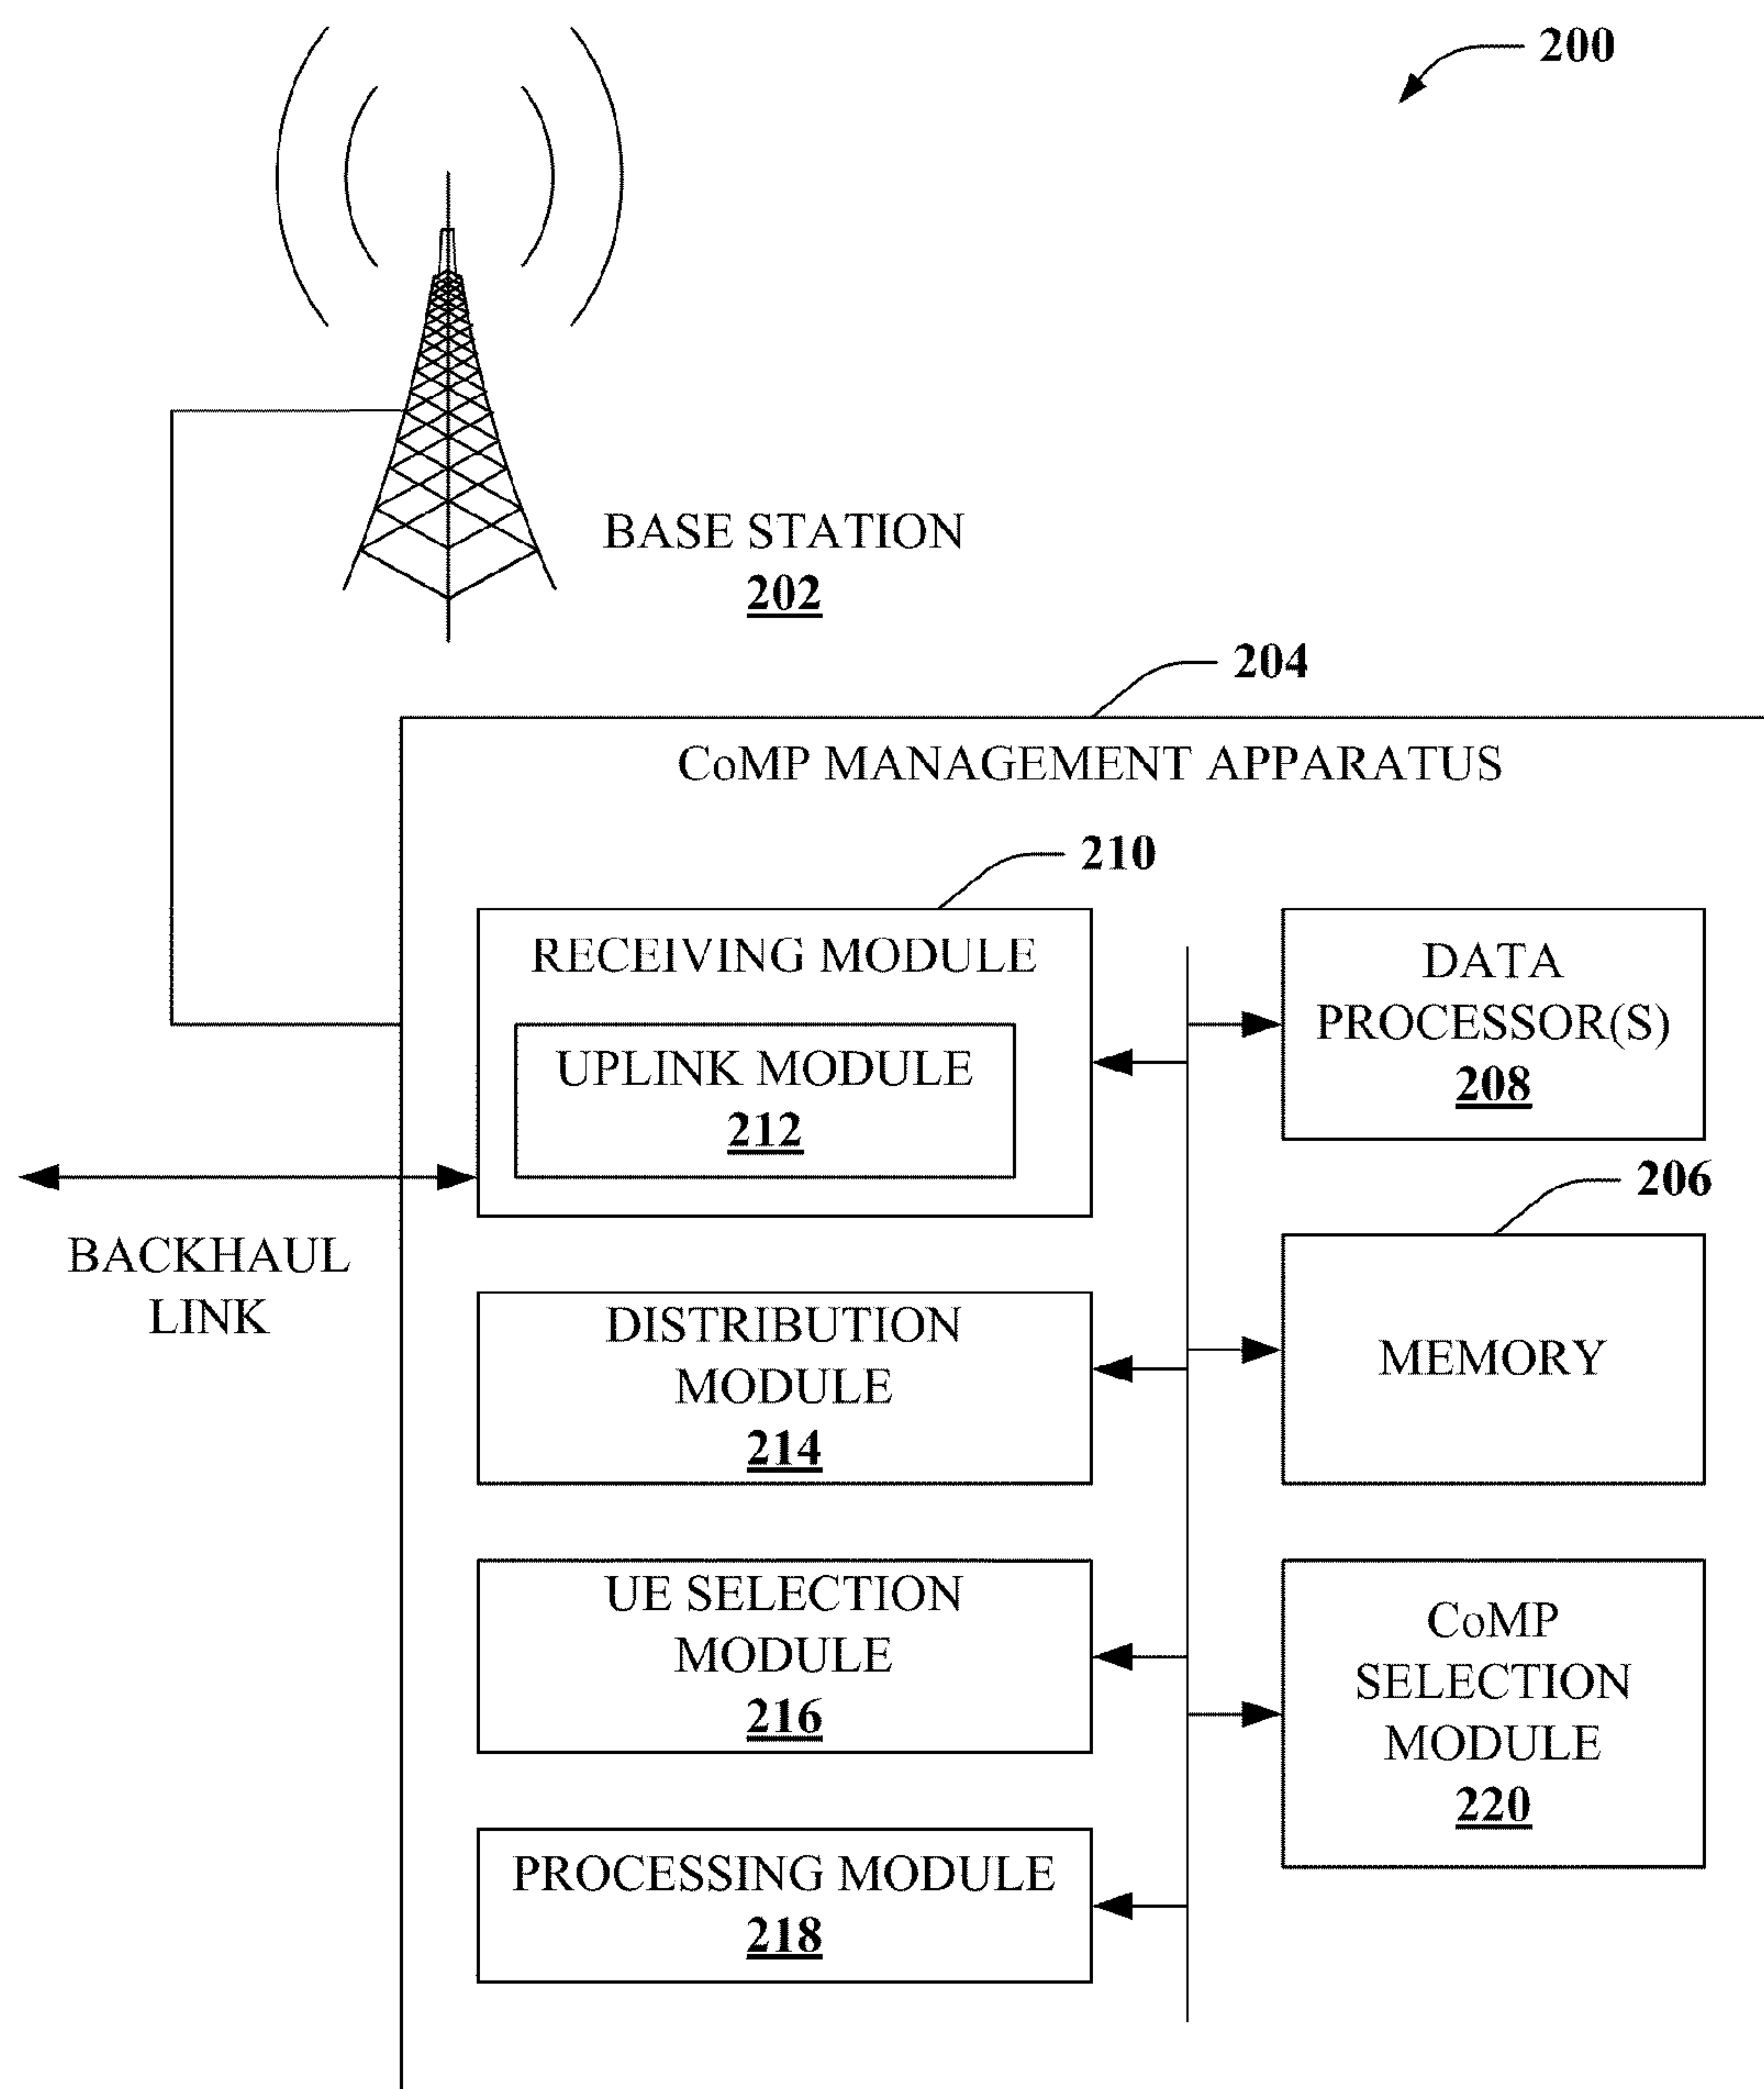 200
BASE STATION
202
204
CoMP MANAGEMENT APPARATUS
210
RECEIVING MODULE
UPLINK MODULE
212
DATA
PROCESSOR(S)
208
BACKHAUL
LINK
206
MEMORY
DISTRIBUTION
MODULE
214
UE SELECTION
MODULE
216
CoMP
SELECTION
MODULE
220
PROCESSING MODULE
218